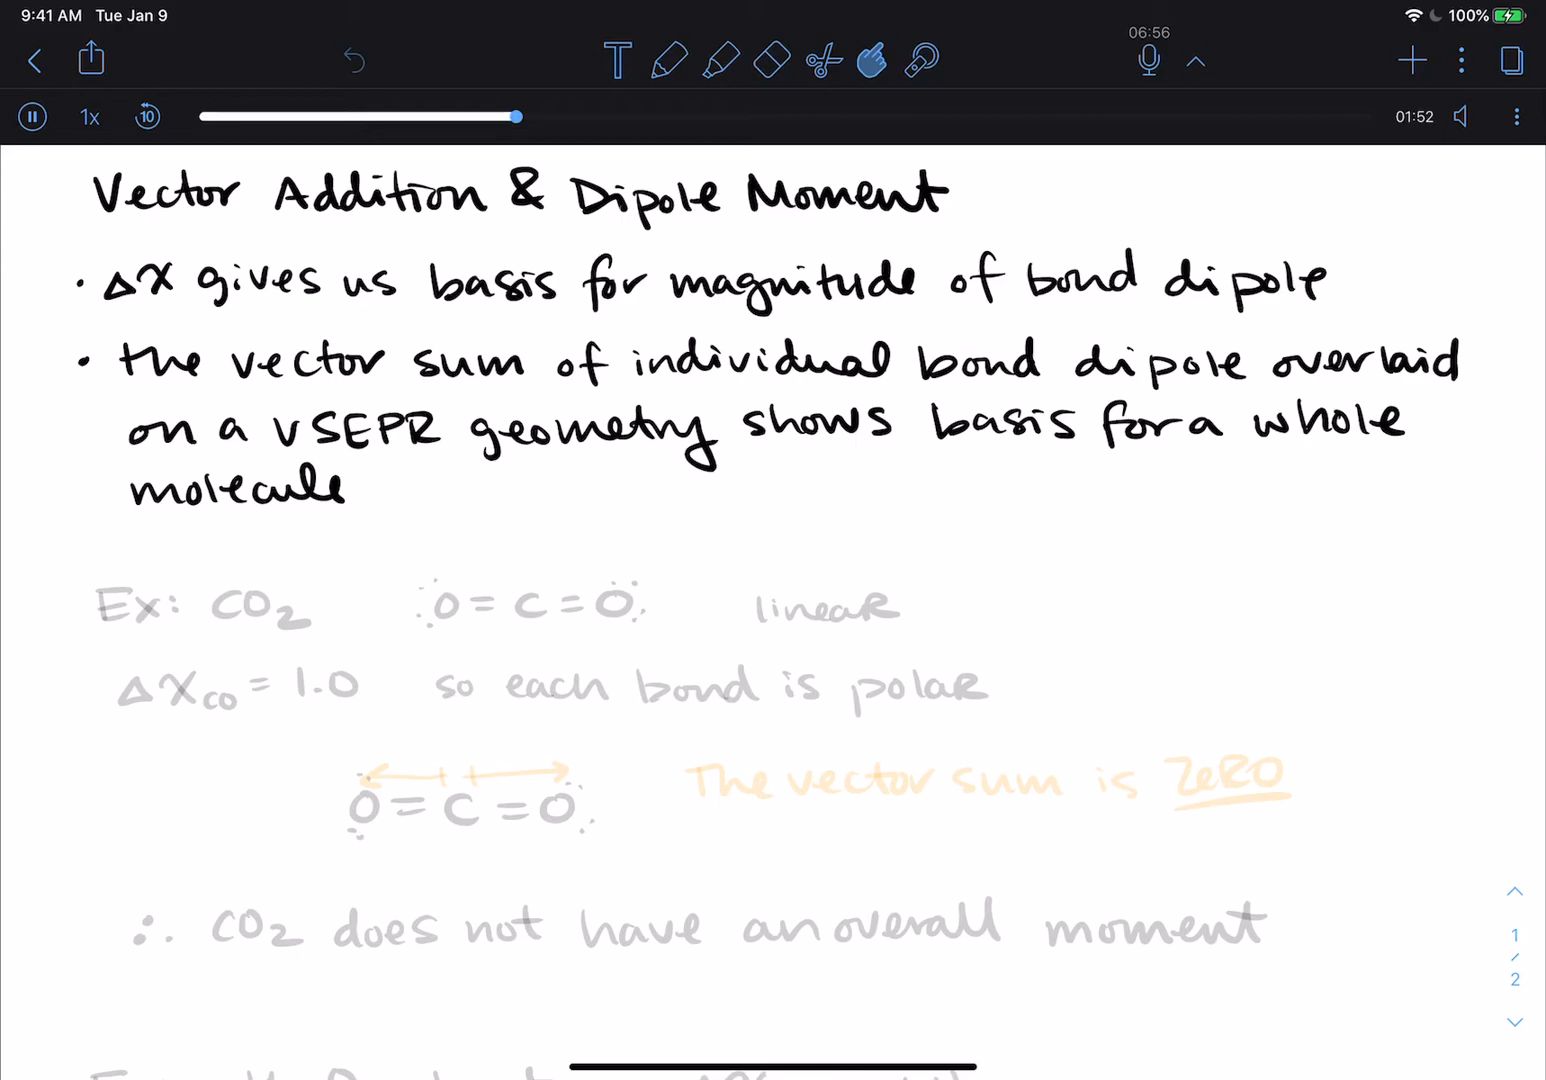 9:41 AM Tue Jan 9
100%
06:56
1x
10
01:52
Vector Addition & Dipole Moment
· ΔX gives us basis for magnitude of bond dipole
· the vector sum of individual bond dipole overlaid
on a VSEPR geometry shows basis for a whole
molecule
Ex: CO₂ :O=C=O: linear
ΔX_CO = 1.0 so each bond is polar
O=C=O The vector sum is ZERO
∴ CO₂ does not have an overall moment
1
/
2